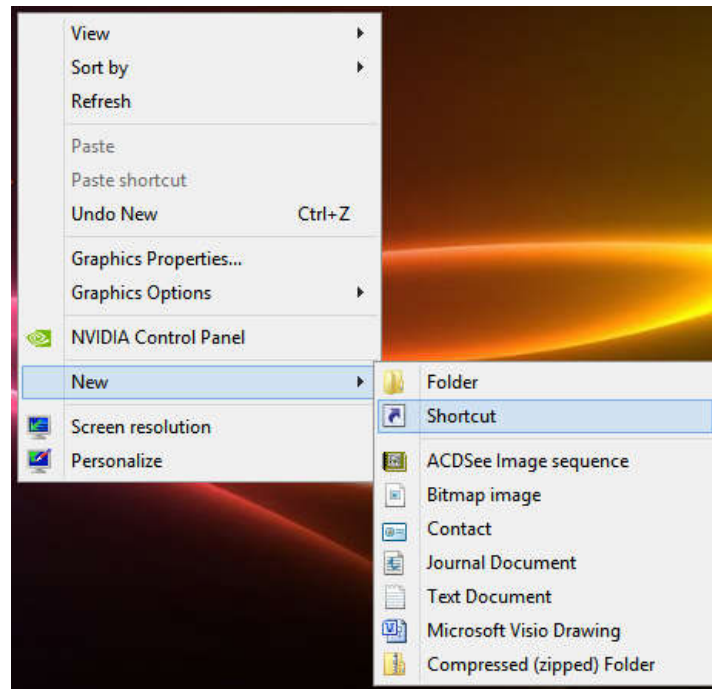 View
Sort by
Refresh
Paste
Paste shortcut
Undo New Ctrl+Z
Graphics Properties...
Graphics Options
NVIDIA Control Panel
New
Screen resolution
Personalize
Folder
Shortcut
ACDSee Image sequence
Bitmap image
Contact
Journal Document
Text Document
Microsoft Visio Drawing
Compressed (zipped) Folder